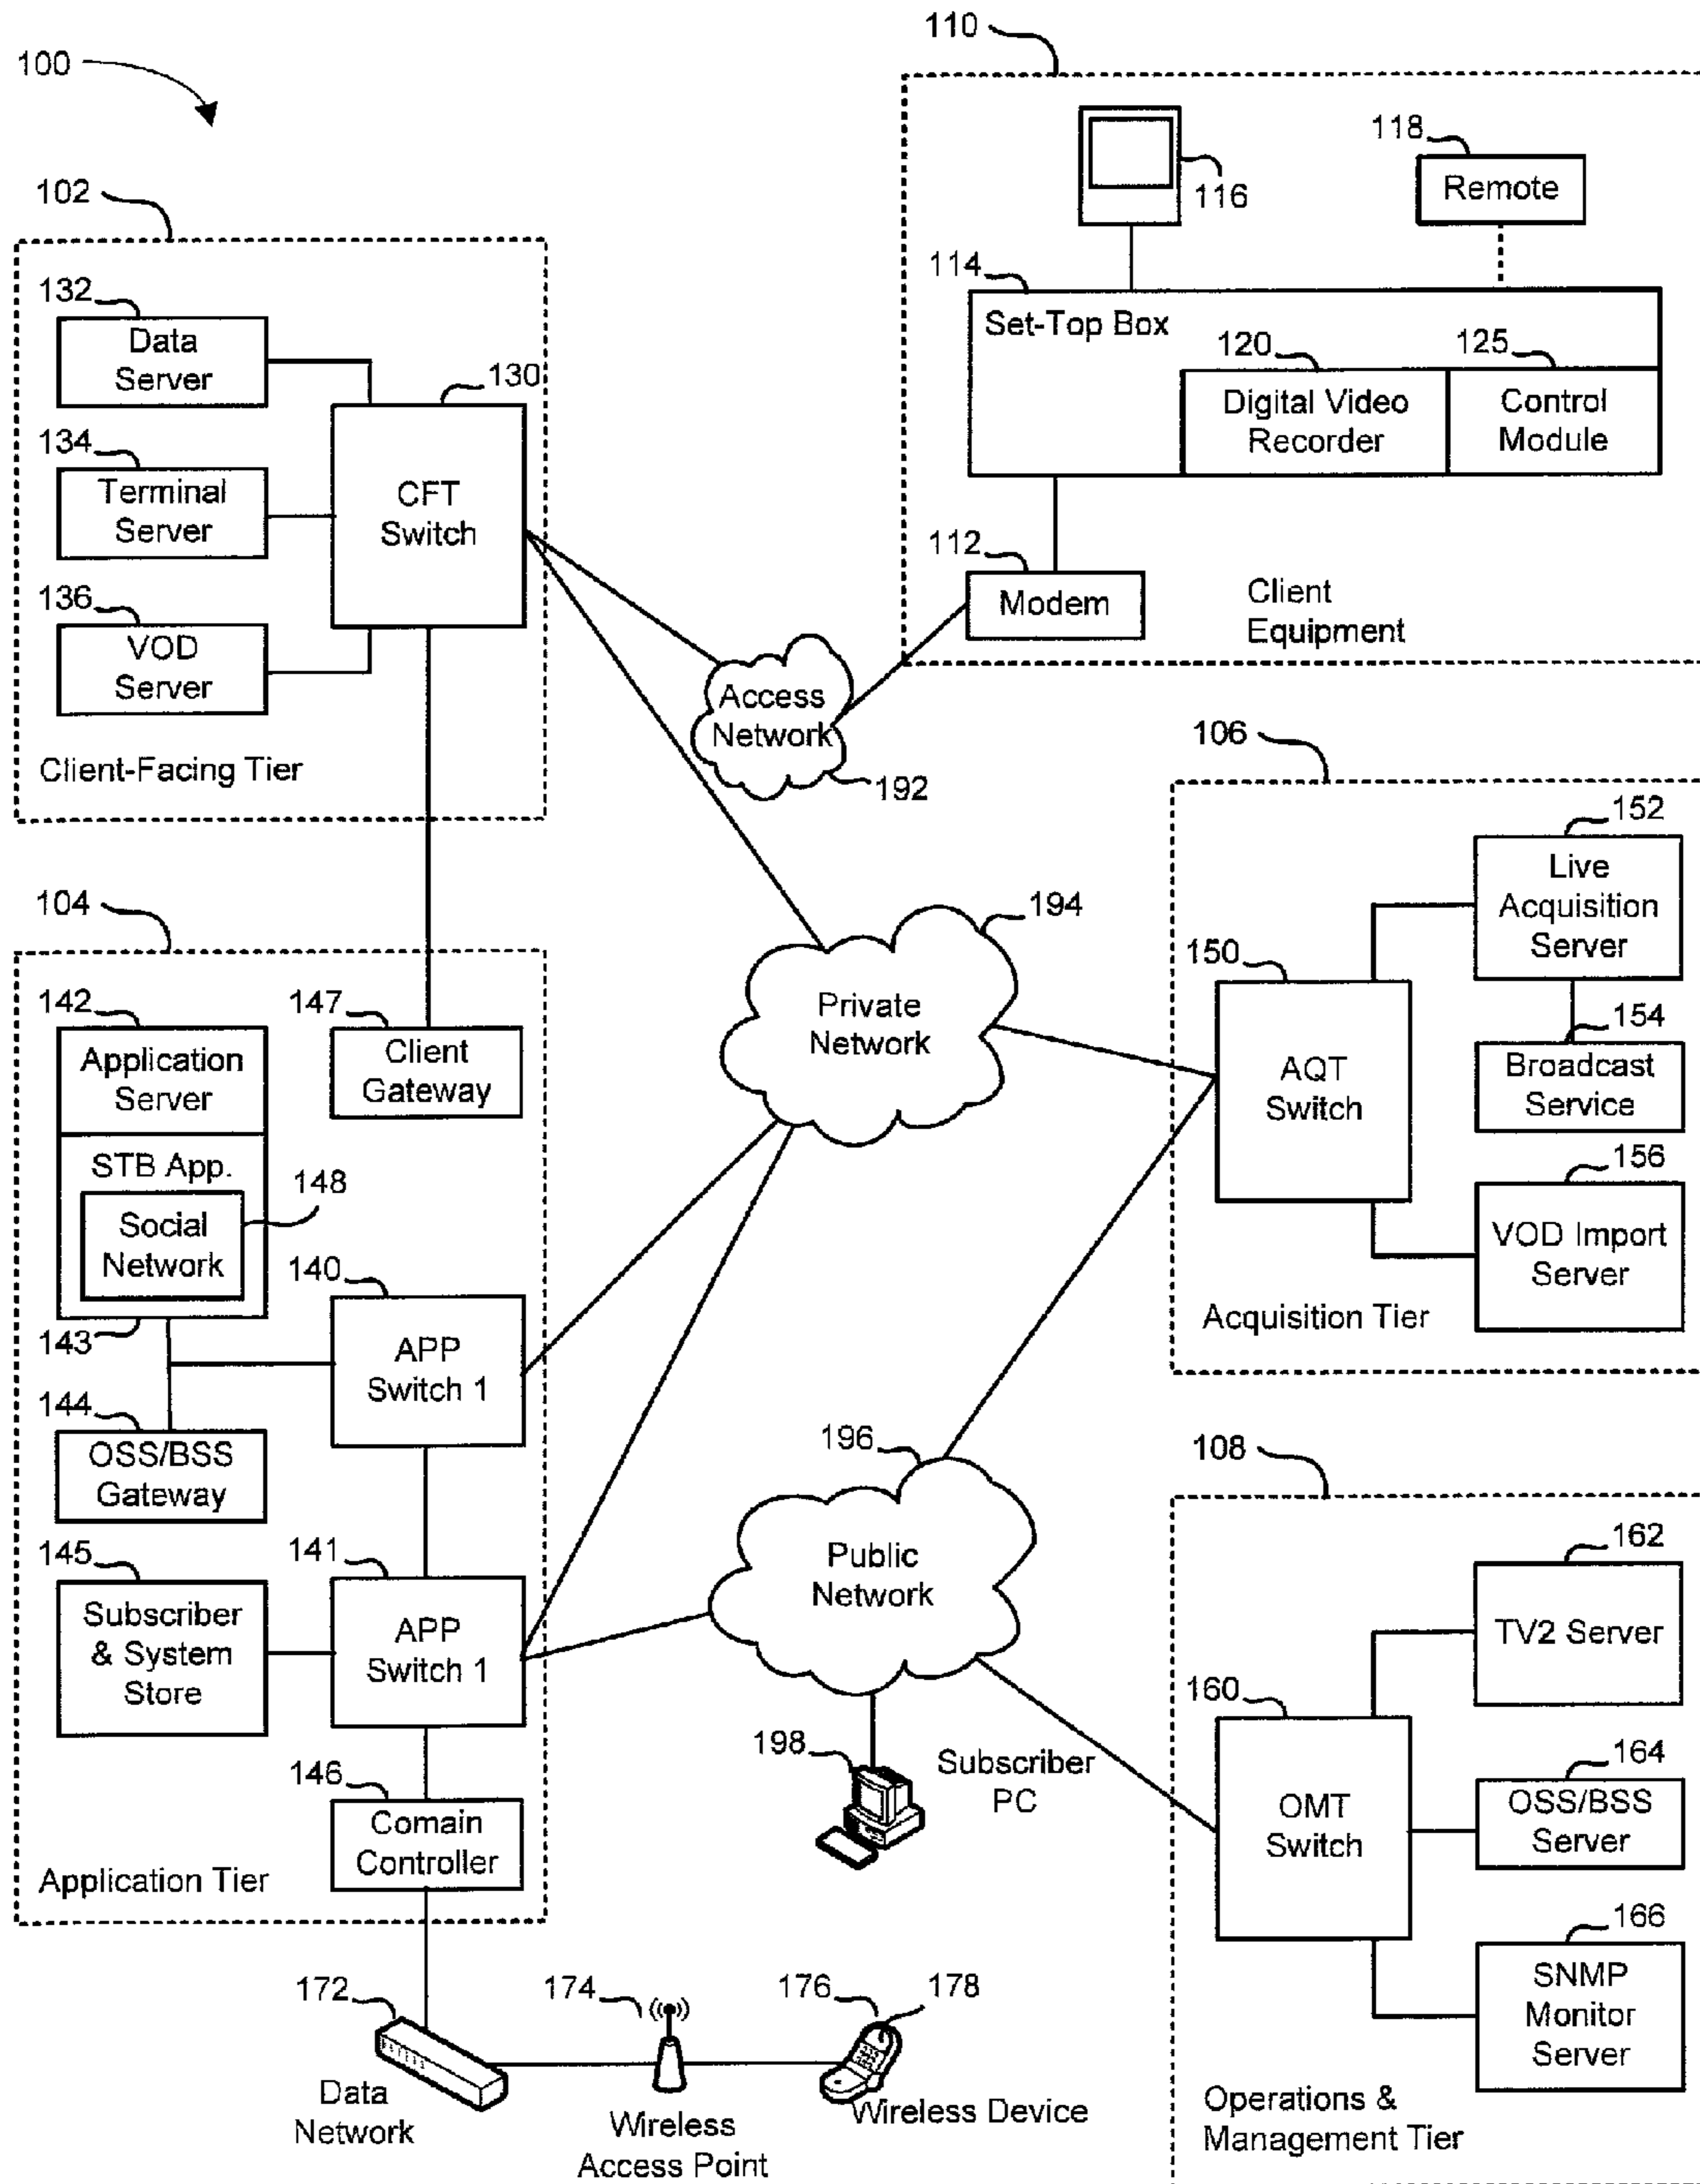 100
110
118
Remote
116
114
Set-Top Box
120
125
Digital Video
Recorder
Control
Module
112
Modem
Client
Equipment
102
132
Data
Server
130
134
Terminal
Server
CFT
Switch
136
VOD
Server
Client-Facing Tier
Access
Network
192
106
152
Live
Acquisition
Server
150
AQT
Switch
154
Broadcast
Service
156
VOD Import
Server
Acquisition Tier
194
Private
Network
104
142
Application
Server
147
Client
Gateway
STB App.
148
Social
Network
143
140
APP
Switch 1
144
OSS/BSS
Gateway
145
Subscriber
& System
Store
141
APP
Switch 1
146
Comain
Controller
Application Tier
196
Public
Network
198
Subscriber
PC
108
162
TV2 Server
160
OMT
Switch
164
OSS/BSS
Server
166
SNMP
Monitor
Server
Operations &
Management Tier
172
Data
Network
174
Wireless
Access Point
176
178
Wireless Device